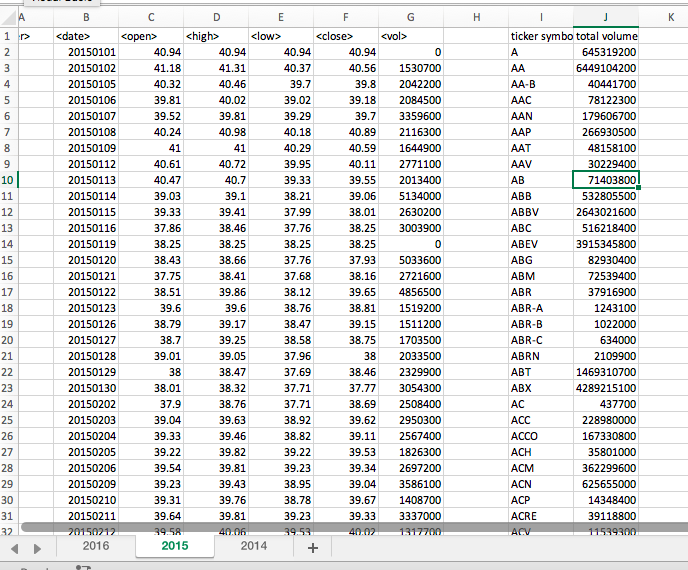 A B C D E F G H I J K
1 r> <date> <open> <high> <low> <close> <vol> ticker symbo total volume
2 20150101 40.94 40.94 40.94 40.94 0 A 645319200
3 20150102 41.18 41.31 40.37 40.56 1530700 AA 6449104200
4 20150105 40.32 40.46 39.7 39.8 2042200 AA-B 40441700
5 20150106 39.81 40.02 39.02 39.18 2084500 AAC 78122300
6 20150107 39.52 39.81 39.29 39.7 3359600 AAN 179606700
7 20150108 40.24 40.98 40.18 40.89 2116300 AAP 266930500
8 20150109 41 41 40.29 40.59 1644900 AAT 48158100
9 20150112 40.61 40.72 39.95 40.11 2771100 AAV 30229400
10 20150113 40.47 40.7 39.33 39.55 2013400 AB 71403800
11 20150114 39.03 39.1 38.21 39.06 5134000 ABB 532805500
12 20150115 39.33 39.41 37.99 38.01 2630200 ABBV 2643021600
13 20150116 37.86 38.46 37.76 38.25 3003900 ABC 516218400
14 20150119 38.25 38.25 38.25 38.25 0 ABEV 3915345800
15 20150120 38.43 38.66 37.76 37.93 5033600 ABG 82930400
16 20150121 37.75 38.41 37.68 38.16 2721600 ABM 72539400
17 20150122 38.51 39.86 38.12 39.65 4856500 ABR 37916900
18 20150123 39.6 39.6 38.76 38.81 1519200 ABR-A 1243100
19 20150126 38.79 39.17 38.47 39.15 1511200 ABR-B 1022000
20 20150127 38.7 39.25 38.58 38.75 1703500 ABR-C 634000
21 20150128 39.01 39.05 37.96 38 2033500 ABRN 2109900
22 20150129 38 38.47 37.69 38.46 2329900 ABT 1469310700
23 20150130 38.01 38.32 37.71 37.77 3054300 ABX 4289215100
24 20150202 37.9 38.76 37.71 38.69 2508400 AC 437700
25 20150203 39.04 39.63 38.92 39.62 2950300 ACC 228980000
26 20150204 39.33 39.46 38.82 39.11 2567400 ACCO 167330800
27 20150205 39.22 39.82 39.22 39.53 1826300 ACH 35801000
28 20150206 39.54 39.81 39.23 39.34 2697200 ACM 362299600
29 20150209 39.23 39.43 38.95 39.04 3586100 ACN 625655000
30 20150210 39.31 39.76 38.78 39.67 1408700 ACP 14348400
31 20150211 39.64 39.81 39.23 39.33 3337000 ACRE 39118800
32 20150212 39.58 40.06 39.53 40.02 1317700 ACV 11539300
2016 2015 2014 +